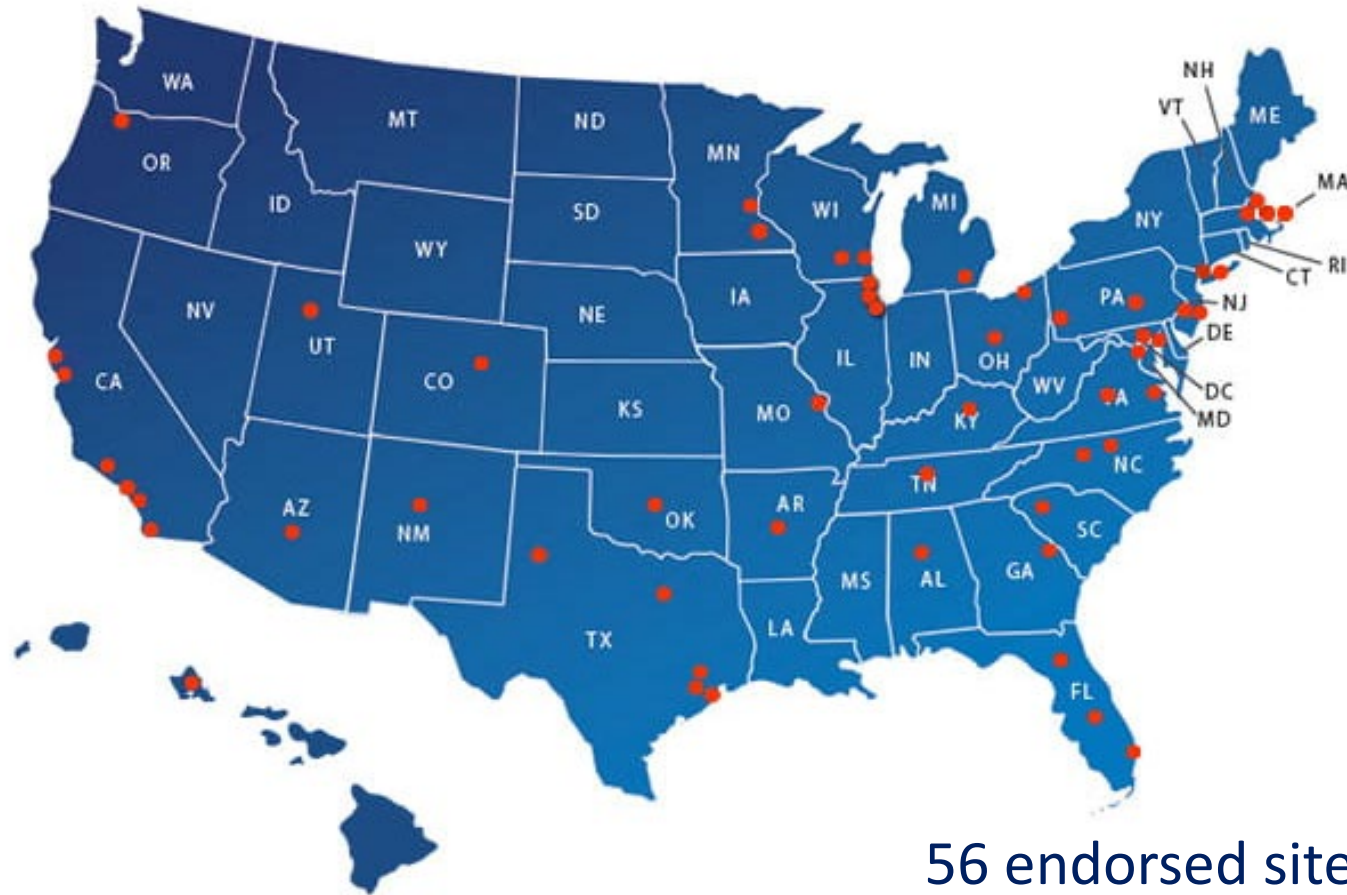 NH
WA
VT
ME
MT
ND
MN
OR
MA
WI
MI
ID
SD
NY
WY
RI
CT
IA
PA
NV
NE
NJ
UT
DE
IL
IN
OH
CA
CO
WV
DC
KS
MO
VA
MD
KY
NC
TN
AZ
AR
OK
NM
SC
MS
AL
GA
LA
TX
FL
56 endorsed site